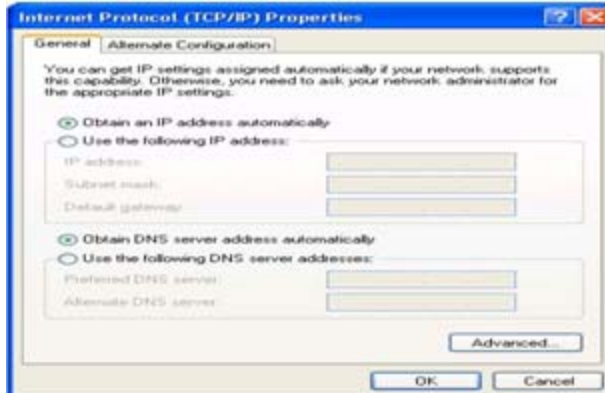 Internet Protocol (TCP/IP) Properties
General
Alternate Configuration
You can get IP settings assigned automatically if your network supports
this capability. Otherwise, you need to ask your network administrator for
the appropriate IP settings.
Obtain an IP address automatically
Use the following IP address:
IP address:
Subnet mask:
Default gateway:
Obtain DNS server address automatically
Use the following DNS server addresses:
Preferred DNS server:
Alternate DNS server:
Advanced...
OK
Cancel